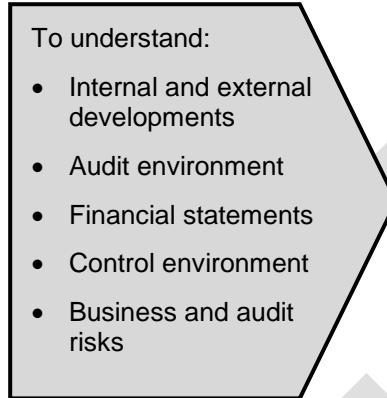 To understand:
• Internal and external
developments
• Audit environment
• Financial statements
• Control environment
• Business and audit
risks